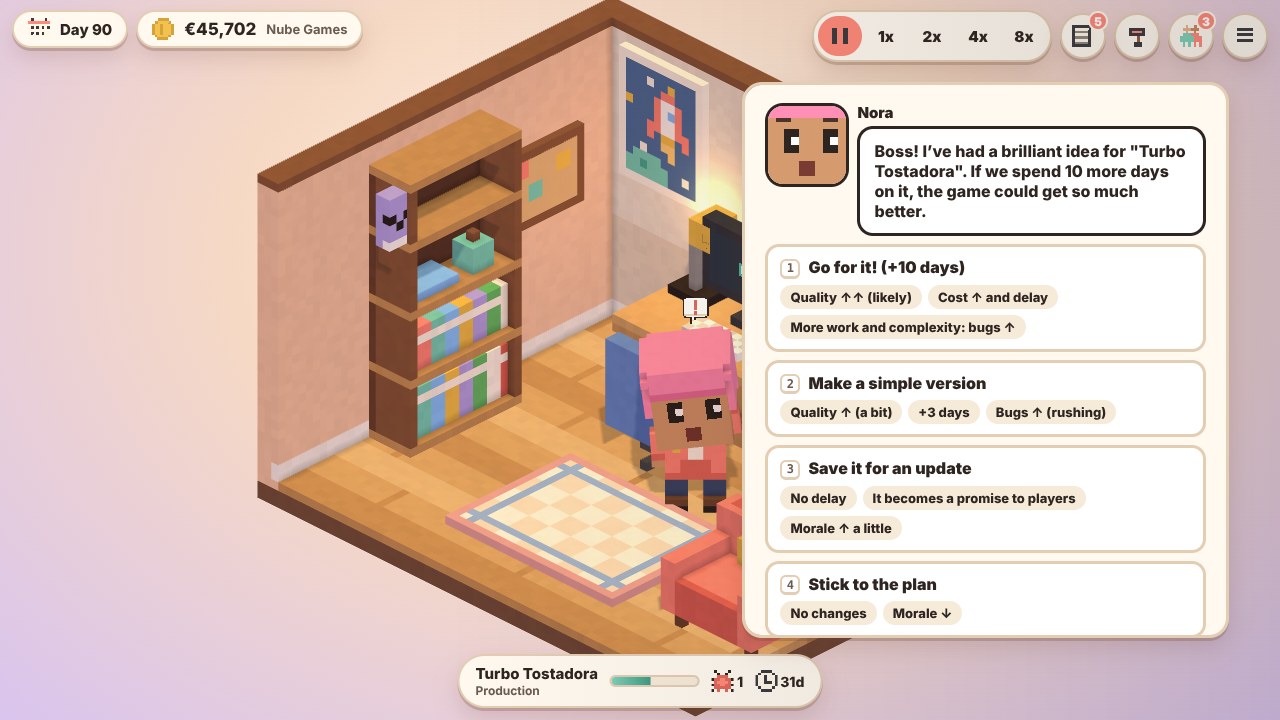 Day 90
€45,702 Nube Games
1x 2x 4x 8x
5
3
Nora
Boss! I’ve had a brilliant idea for "Turbo
Tostadora". If we spend 10 more days
on it, the game could get so much
better.
1 Go for it! (+10 days)
Quality ↑↑ (likely) Cost ↑ and delay
More work and complexity: bugs ↑
2 Make a simple version
Quality ↑ (a bit) +3 days Bugs ↑ (rushing)
3 Save it for an update
No delay It becomes a promise to players
Morale ↑ a little
4 Stick to the plan
No changes Morale ↓
!
Turbo Tostadora
Production
1 31d